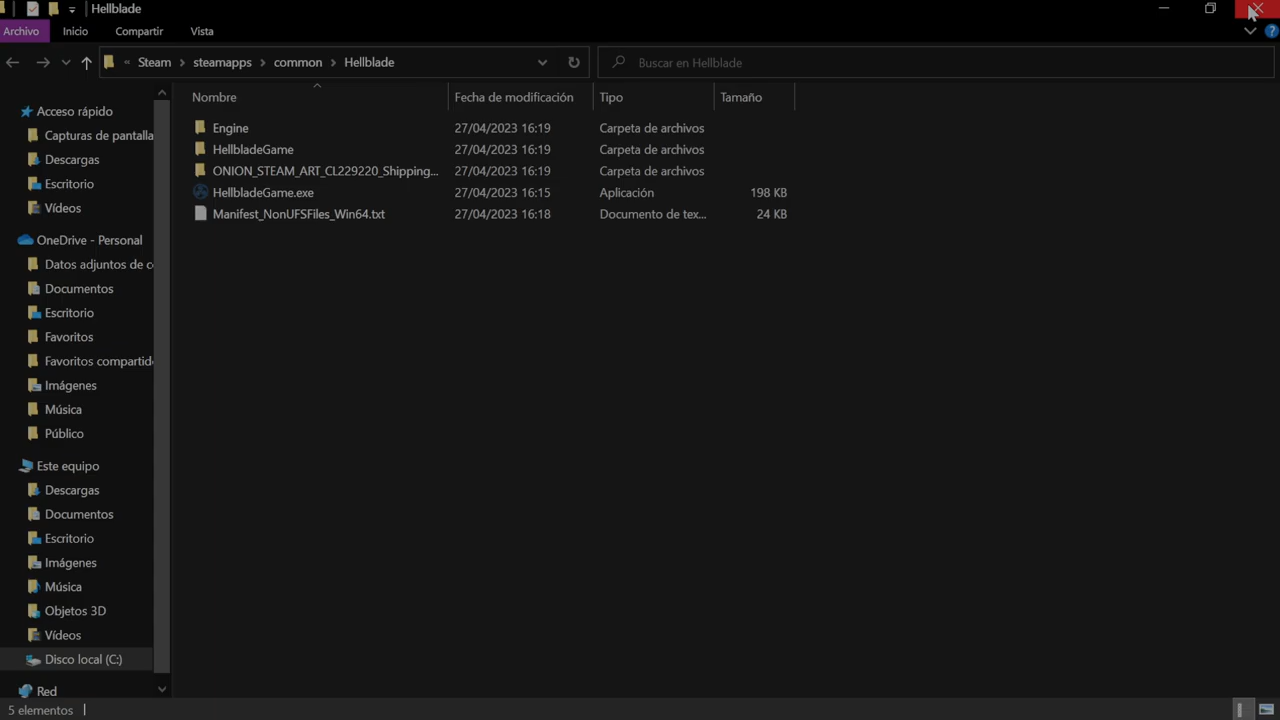 Hellblade
Archivo Inicio Compartir Vista
« Steam steamapps common Hellblade Buscar en Hellblade
Nombre Fecha de modificación Tipo Tamaño
Engine 27/04/2023 16:19 Carpeta de archivos
HellbladeGame 27/04/2023 16:19 Carpeta de archivos
ONION_STEAM_ART_CL229220_Shipping... 27/04/2023 16:19 Carpeta de archivos
HellbladeGame.exe 27/04/2023 16:15 Aplicación 198 KB
Manifest_NonUFSFiles_Win64.txt 27/04/2023 16:18 Documento de tex... 24 KB
Acceso rápido
Capturas de pantalla
Descargas
Escritorio
Vídeos
OneDrive - Personal
Datos adjuntos de c
Documentos
Escritorio
Favoritos
Favoritos compartid
Imágenes
Música
Público
Este equipo
Descargas
Documentos
Escritorio
Imágenes
Música
Objetos 3D
Vídeos
Disco local (C:)
Red
5 elementos